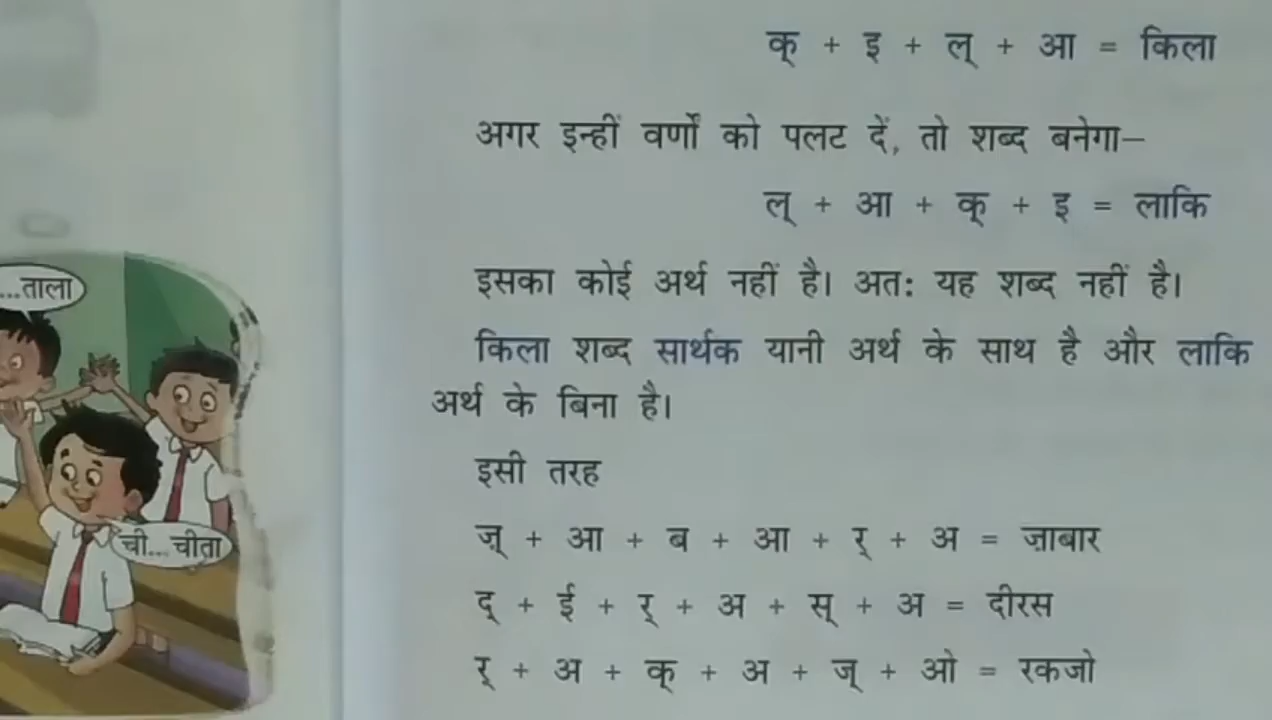 क् + इ + ल् + आ = किला
अगर इन्हीं वर्णों को पलट दें, तो शब्द बनेगा—
ल् + आ + क् + इ = लाकि
इसका कोई अर्थ नहीं है। अतः यह शब्द नहीं है।
किला शब्द सार्थक यानी अर्थ के साथ है और लाकि
अर्थ के बिना है।
इसी तरह
ज़् + आ + ब + आ + र् + अ = ज़ाबार
द् + ई + र् + अ + स् + अ = दीरस
र् + अ + क् + अ + ज् + ओ = रकजो
...ताला
ची... चीता